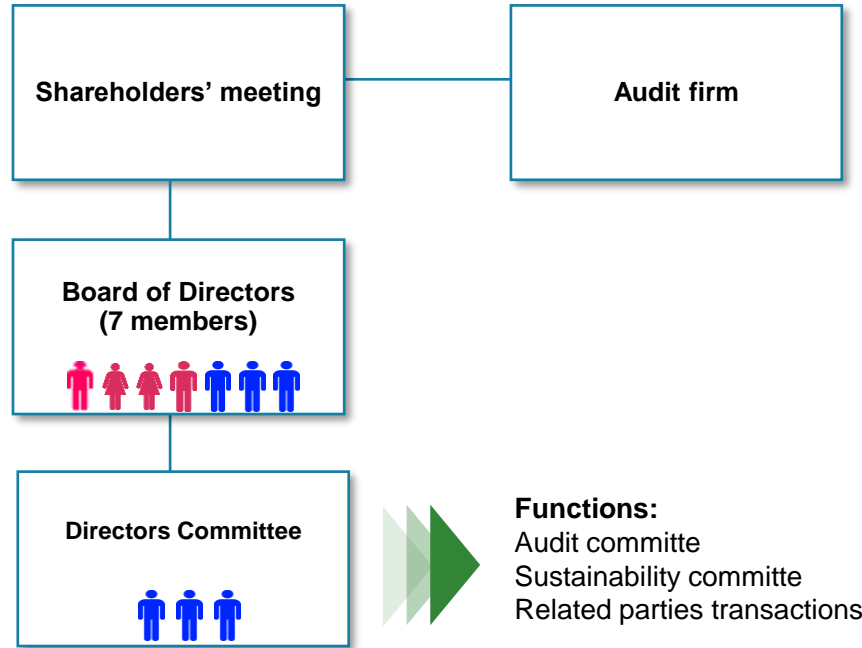 Shareholders’ meeting
Audit firm
Board of Directors
(7 members)
Directors Committee
Functions:
Audit committe
Sustainability committe
Related parties transactions